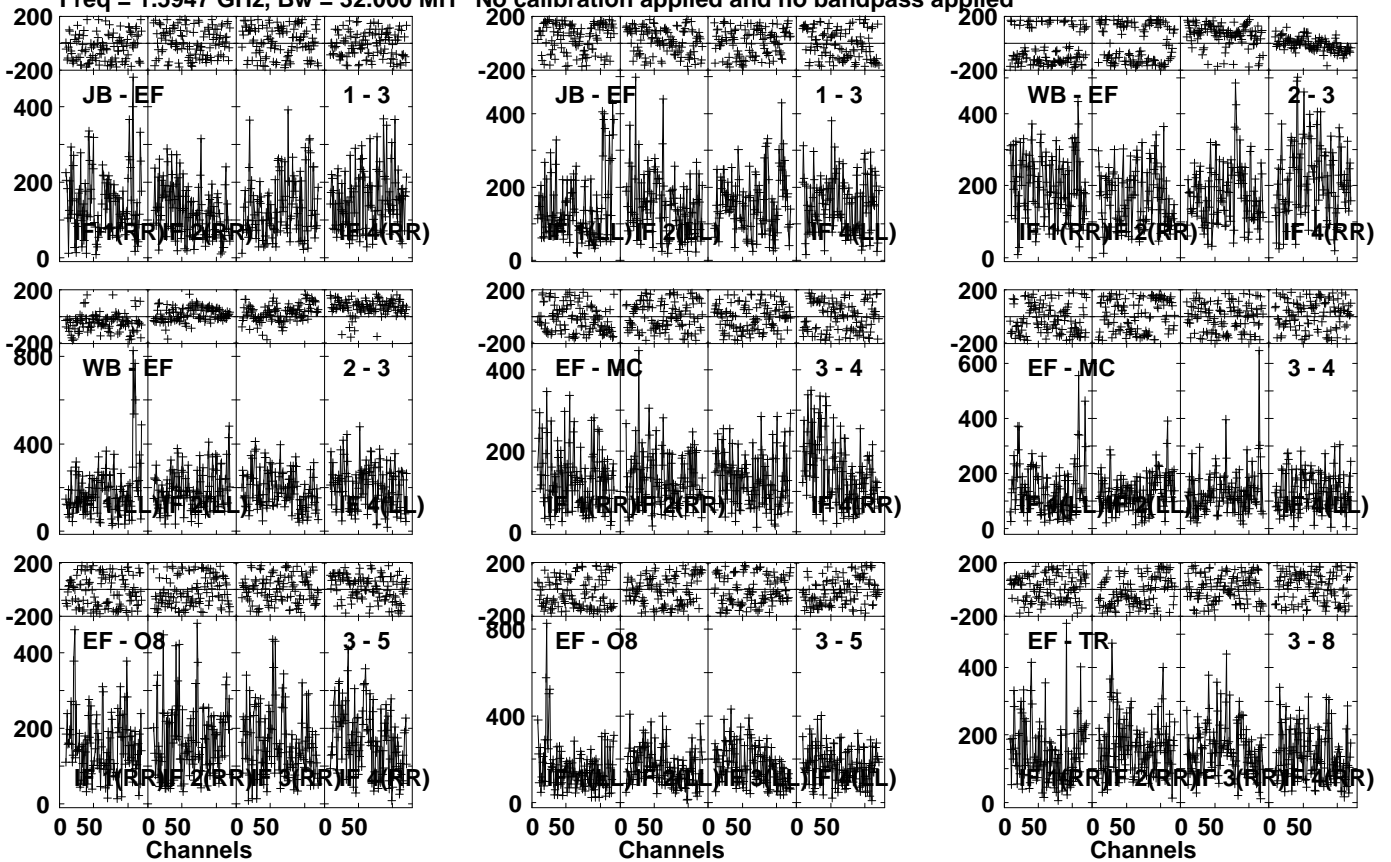 Freq = 1.5947 GHz, Bw = 32.000 MH No calibration applied and no bandpass applied
200
-200
400
200
0
JB - EF
1 - 3
IF 1(RR)
IF 2(RR)
IF 4(RR)
200
-200
400
200
0
JB - EF
1 - 3
IF 1(LL)
IF 2(LL)
IF 4(LL)
200
-200
400
200
0
WB - EF
2 - 3
IF 1(RR)
IF 2(RR)
IF 4(RR)
200
-200
800
400
0
WB - EF
2 - 3
IF 1(LL)
IF 2(LL)
IF 4(LL)
200
-200
400
200
0
EF - MC
3 - 4
IF 1(RR)
IF 2(RR)
IF 4(RR)
200
-200
600
400
200
0
EF - MC
3 - 4
IF 1(LL)
IF 2(LL)
IF 4(LL)
200
-200
400
200
0
EF - O8
3 - 5
IF 1(RR)
IF 2(RR)
IF 3(RR)
IF 4(RR)
0 50 0 50 0 50 0 50
Channels
200
-200
800
400
0
EF - O8
3 - 5
IF 1(LL)
IF 2(LL)
IF 3(LL)
IF 4(LL)
0 50 0 50 0 50 0 50
Channels
200
-200
400
200
0
EF - TR
3 - 8
IF 1(RR)
IF 2(RR)
IF 3(RR)
IF 4(RR)
0 50 0 50 0 50 0 50
Channels